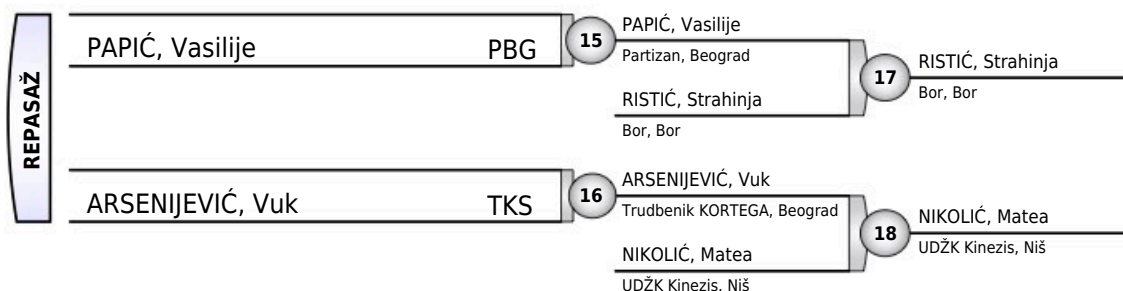 REPASAŽ
PAPIĆ, Vasilije PBG
15
PAPIĆ, Vasilije
Partizan, Beograd
RISTIĆ, Strahinja
Bor, Bor
17
RISTIĆ, Strahinja
Bor, Bor
ARSENIJEVIĆ, Vuk TKS
16
ARSENIJEVIĆ, Vuk
Trudbenik KORTEGA, Beograd
NIKOLIĆ, Matea
UDŽK Kinezis, Niš
18
NIKOLIĆ, Matea
UDŽK Kinezis, Niš